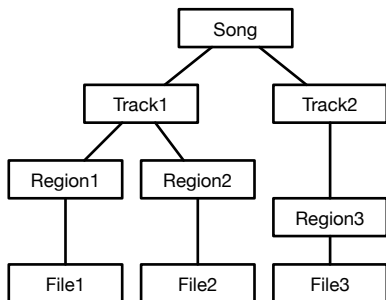 Song
Track1
Track2
Region1
Region2
Region3
File1
File2
File3